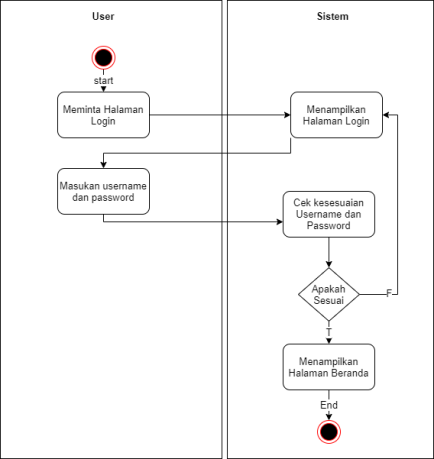 User
Sistem
start
Meminta Halaman
Login
Menampilkan
Halaman Login
Masukan username
dan password
Cek kesesuaian
Username dan
Password
Apakah
Sesuai
F
T
Menampilkan
Halaman Beranda
End